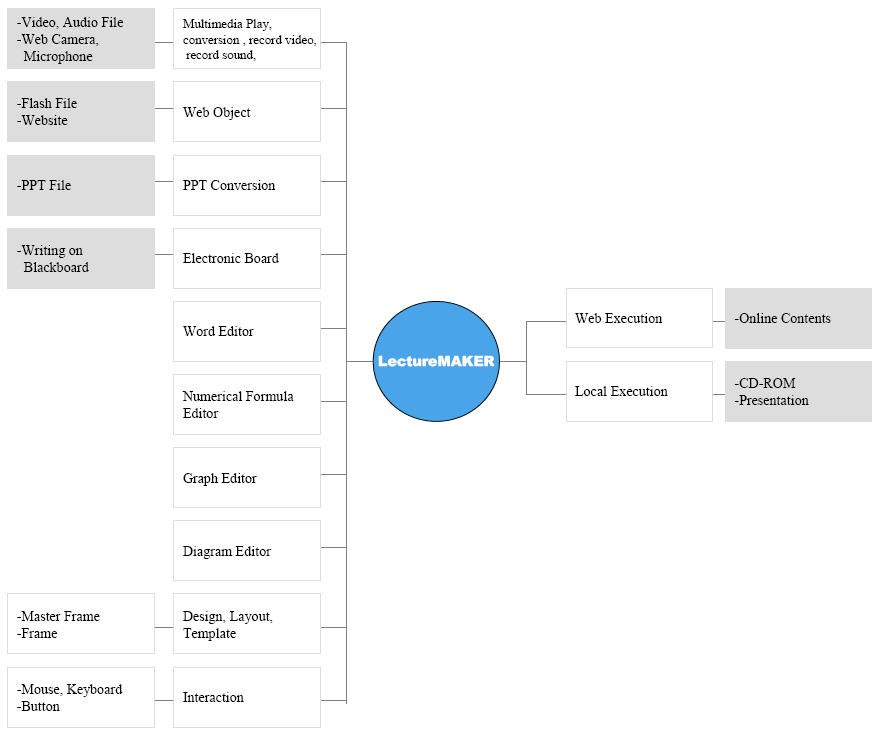 -Video, Audio File
-Web Camera,
Microphone
Multimedia Play,
conversion , record video,
record sound,
-Flash File
-Website
Web Object
-PPT File
PPT Conversion
-Writing on
Blackboard
Electronic Board
Word Editor
Numerical Formula
Editor
Graph Editor
Diagram Editor
-Master Frame
-Frame
Design, Layout,
Template
-Mouse, Keyboard
-Button
Interaction
LectureMAKER
Web Execution
-Online Contents
Local Execution
-CD-ROM
-Presentation